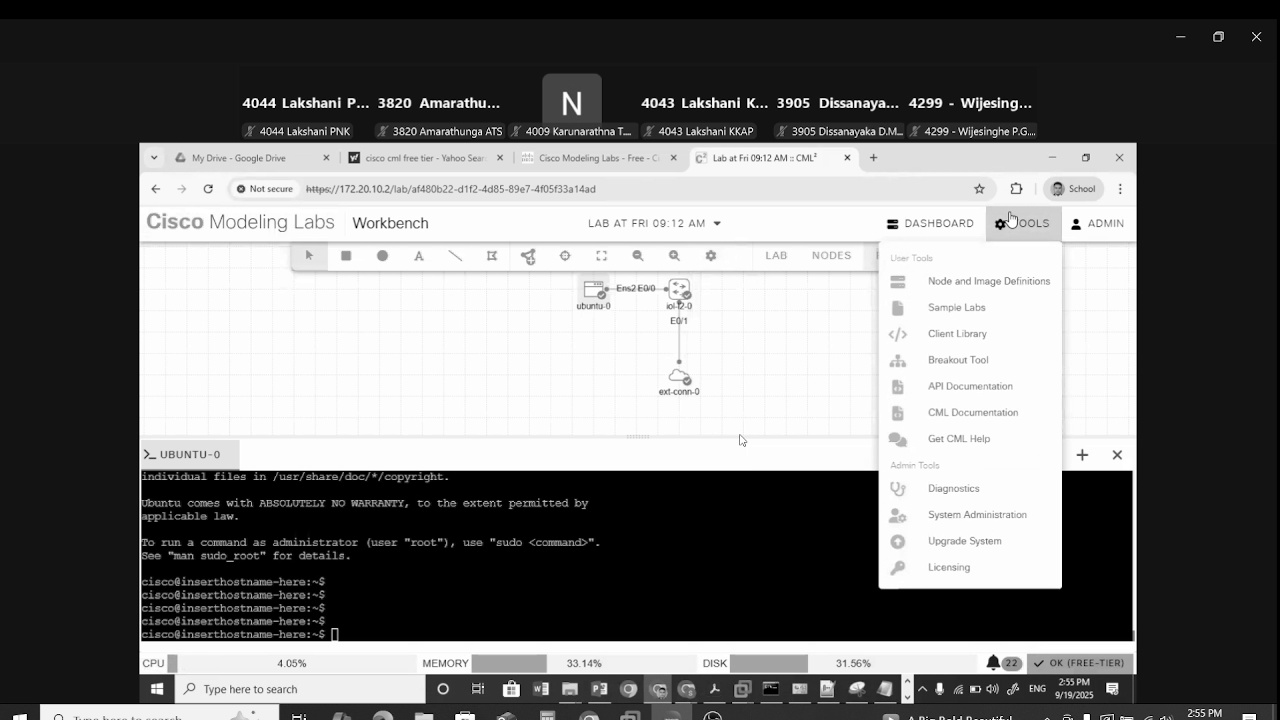 4044 Lakshani P... 3820 Amarathu... N 4043 Lakshani K... 3905 Dissanaya... 4299 - Wijesing...
4044 Lakshani PNK 3820 Amarathunga ATS 4009 Karunarathna T... 4043 Lakshani KKAP 3905 Dissanayaka D.M... 4299 - Wijesinghe P.G....
My Drive - Google Drive cisco cml free tier - Yahoo Sear Cisco Modeling Labs - Free - C Lab at Fri 09:12 AM :: CML²
Not secure https://172.20.10.2/lab/af480b22-d1f2-4d85-89e7-4f05f33a14ad School
Cisco Modeling Labs Workbench LAB AT FRI 09:12 AM DASHBOARD TOOLS ADMIN
A LAB NODES
User Tools
Node and Image Definitions
Sample Labs
Client Library
Breakout Tool
API Documentation
CML Documentation
Get CML Help
Admin Tools
Diagnostics
System Administration
Upgrade System
Licensing
Ens2 E0/0
ubuntu-0 iol-l2-0
E0/1
ext-conn-0
UBUNTU-0
individual files in /usr/share/doc/*/copyright.
Ubuntu comes with ABSOLUTELY NO WARRANTY, to the extent permitted by
applicable law.
To run a command as administrator (user "root"), use "sudo <command>".
See "man sudo_root" for details.
cisco@inserthostname-here:~$
cisco@inserthostname-here:~$
cisco@inserthostname-here:~$
cisco@inserthostname-here:~$
cisco@inserthostname-here:~$
CPU 4.05% MEMORY 33.14% DISK 31.56% 22 OK (FREE-TIER)
Type here to search ENG 2:55 PM
9/19/2025
Type here to search A Big Bold Beautiful 2:55 PM